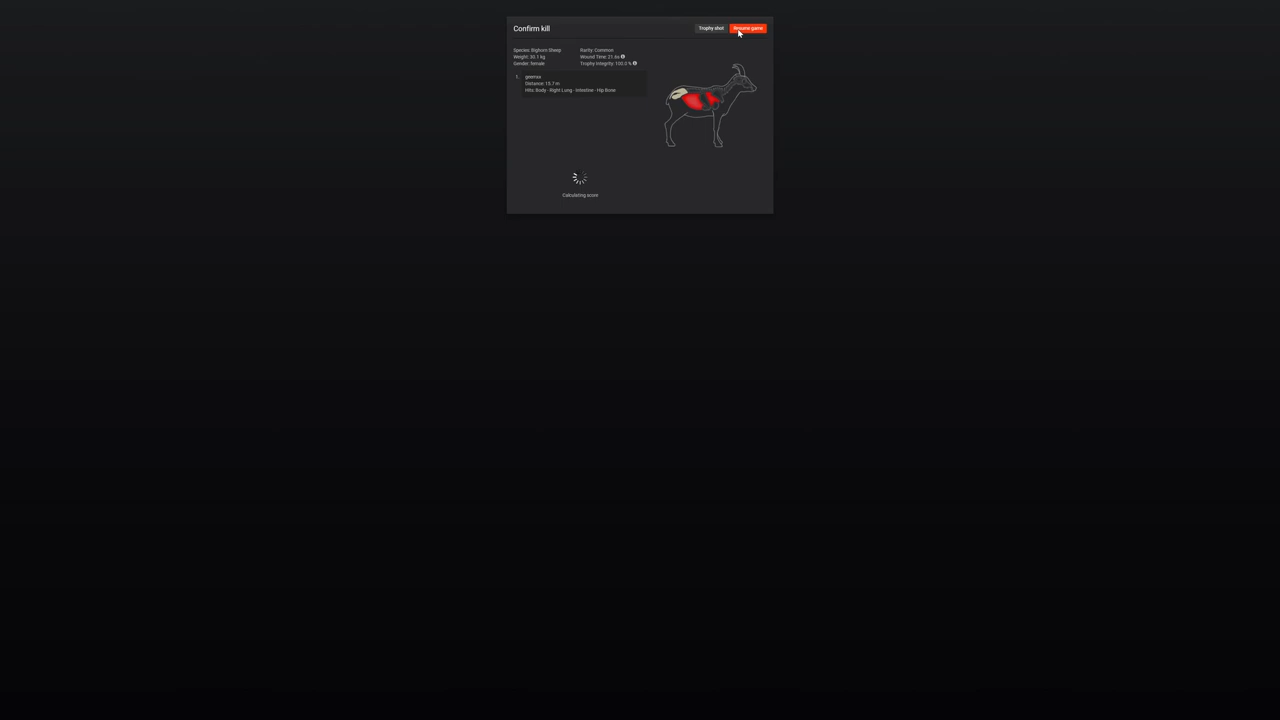 Confirm kill
Trophy shot
Resume game
Species: Bighorn Sheep
Rarity: Common
Weight: 30.1 kg
Wound Time: 21.6s
Gender: female
Trophy Integrity: 100.0 %
1.
Distance: 15.7 m
Hits: Body - Right Lung - Intestine - Hip Bone
Calculating score